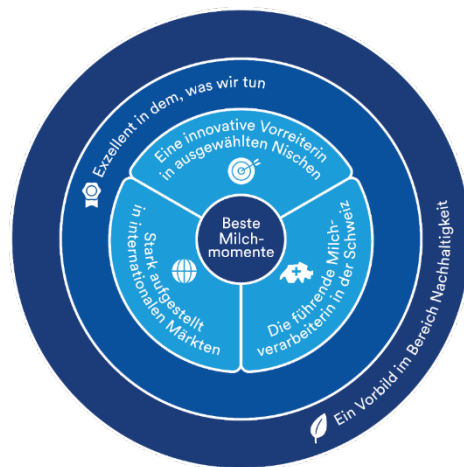 Exzellent in dem, was wir tun
Eine innovative Vorreiterin
in ausgewählten Nischen
Beste
Milch-
momente
Stark aufgestellt
in internationalen Märkten
Die führende Milch-
verarbeiterin in der Schweiz
Ein Vorbild im Bereich Nachhaltigkeit